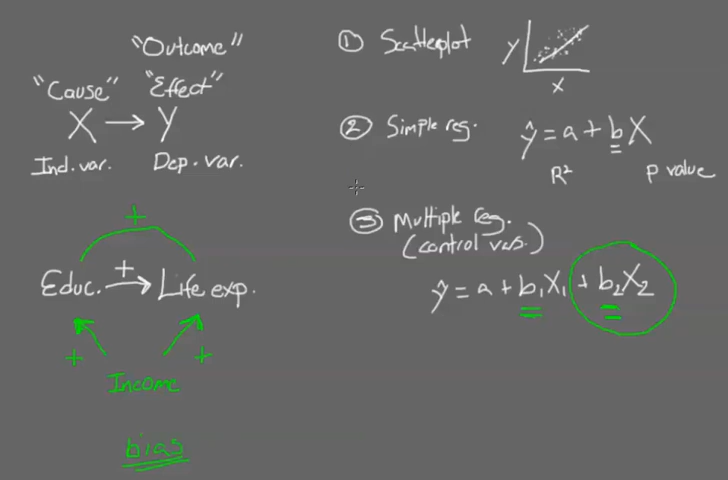 "Outcome"
"Cause" "Effect"
X → Y
Ind. var. Dep. var.
+
Educ. + → Life exp.
+ +
Income
bias
① Scatterplot
Y
X
② Simple reg. ŷ = a + bX
R² p value
③ Multiple reg.
(control vars.)
ŷ = a + b₁X₁ + b₂X₂